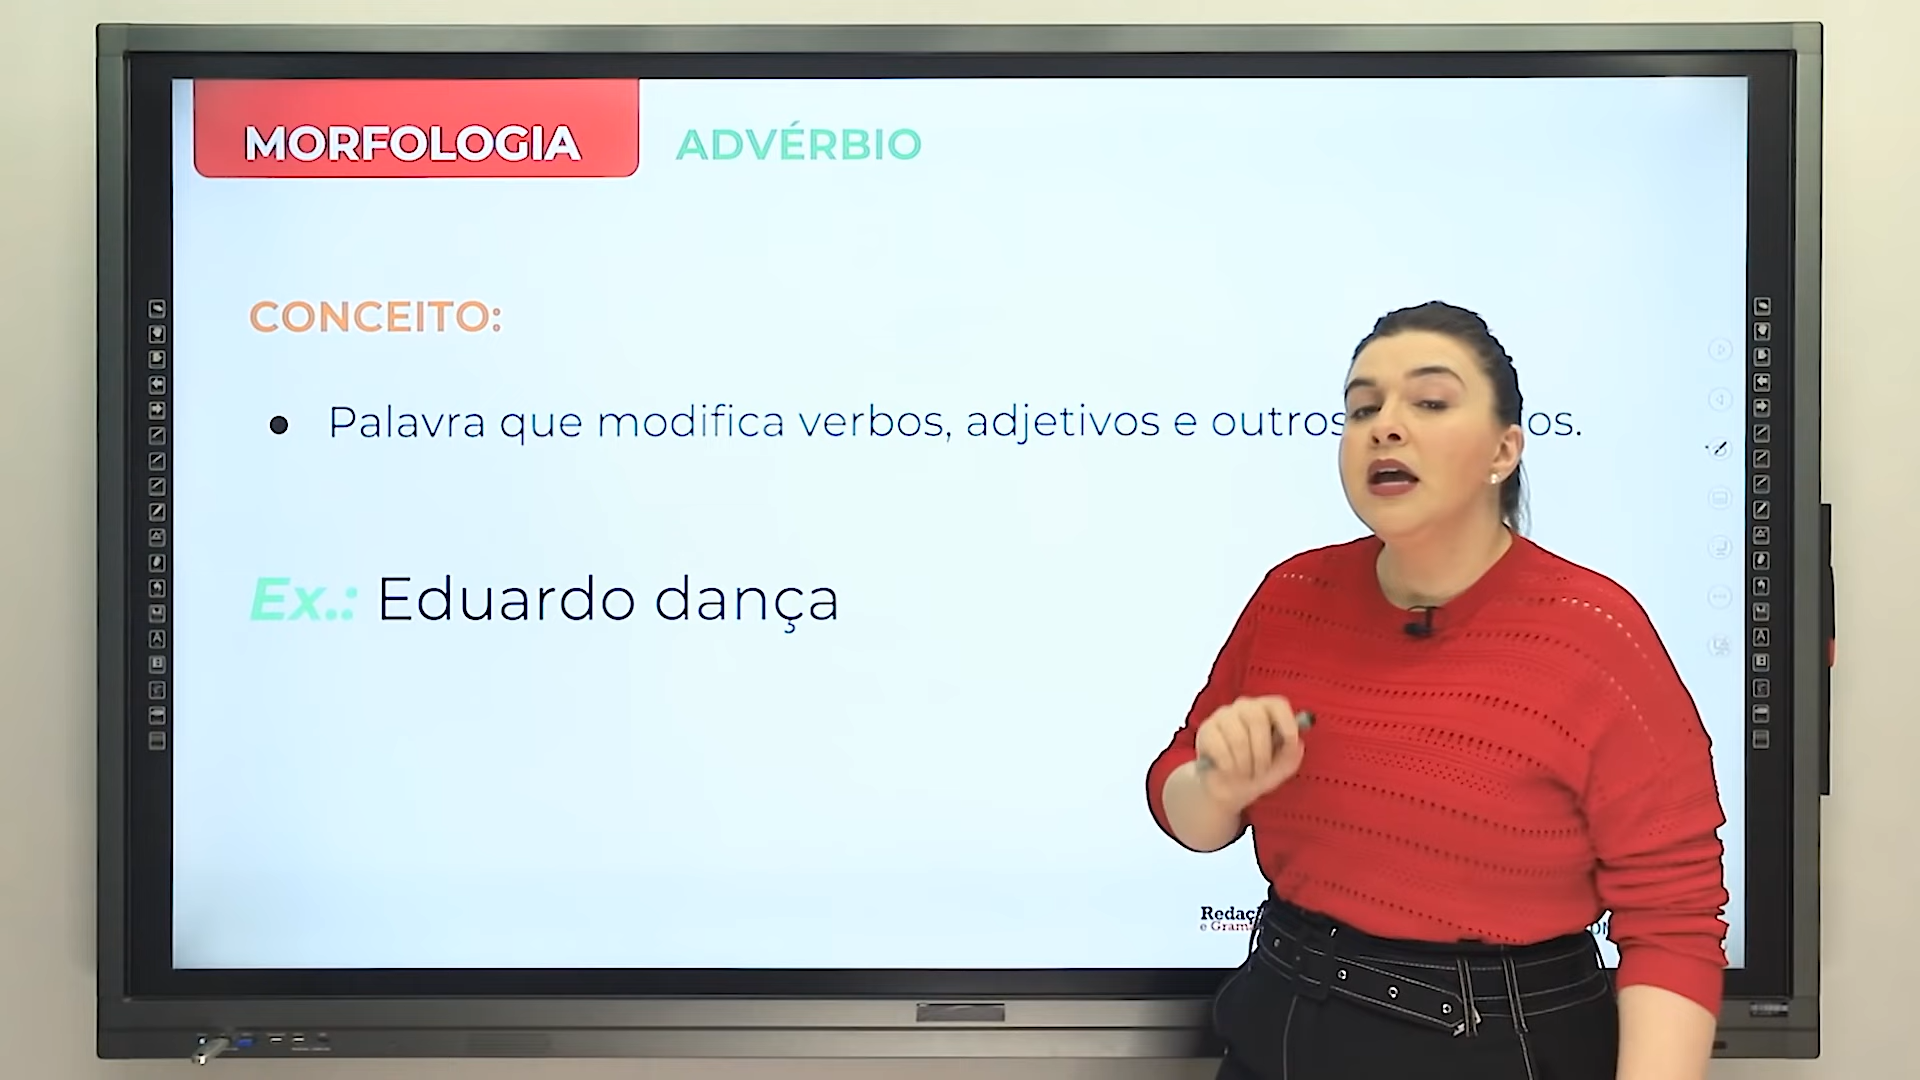 MORFOLOGIA ADVÉRBIO
CONCEITO:
● Palavra que modifica verbos, adjetivos e outros
Ex.: Eduardo dança